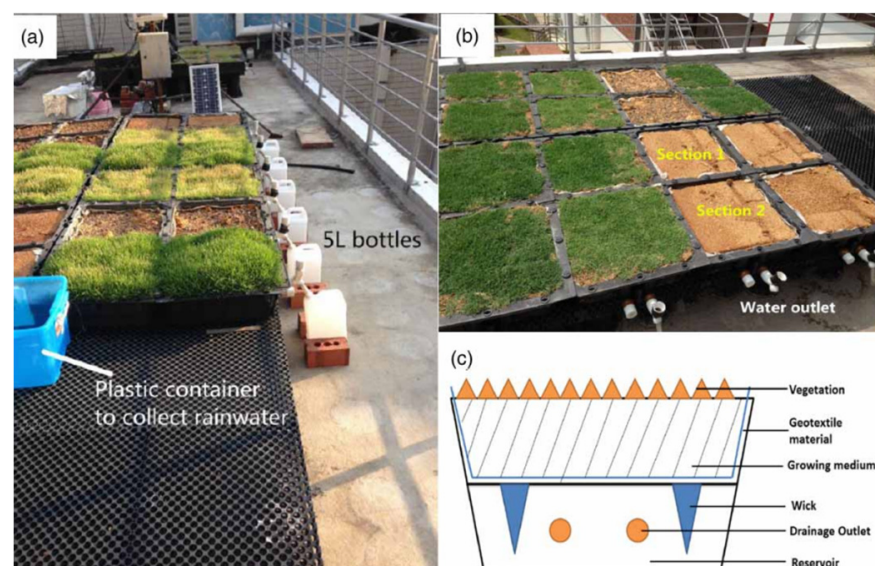 (a)
5L bottles
Plastic container
to collect rainwater
(b)
Section 1
Section 2
Water outlet
(c)
Vegetation
Geotextile
material
Growing medium
Wick
Drainage Outlet
Reservoir